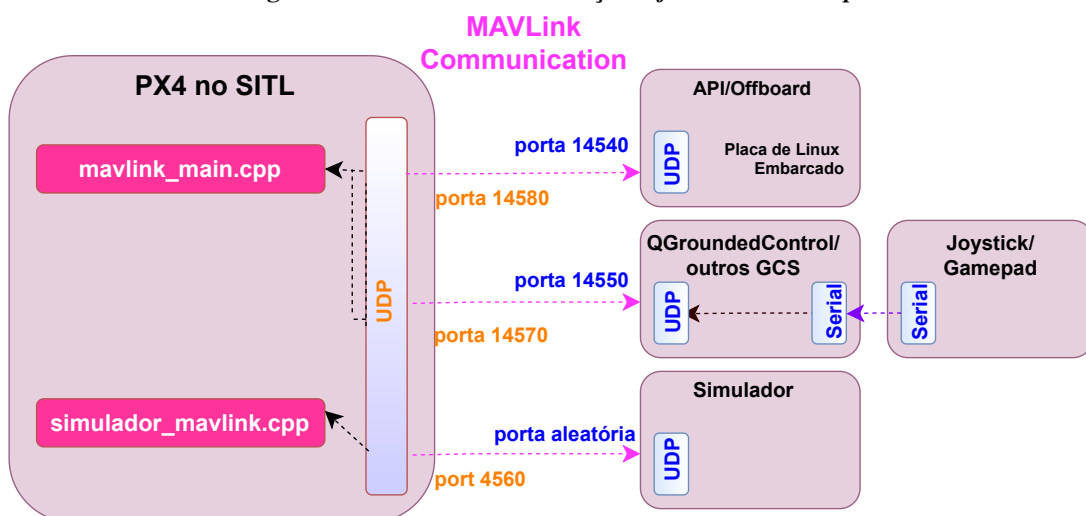 MAVLink
Communication
PX4 no SITL
mavlink_main.cpp
simulador_mavlink.cpp
UDP
porta 14540
porta 14580
porta 14550
porta 14570
porta aleatória
port 4560
API/Offboard
UDP
Placa de Linux
Embarcado
QGroundedControl/
outros GCS
UDP
Serial
Joystick/
Gamepad
Serial
Simulador
UDP